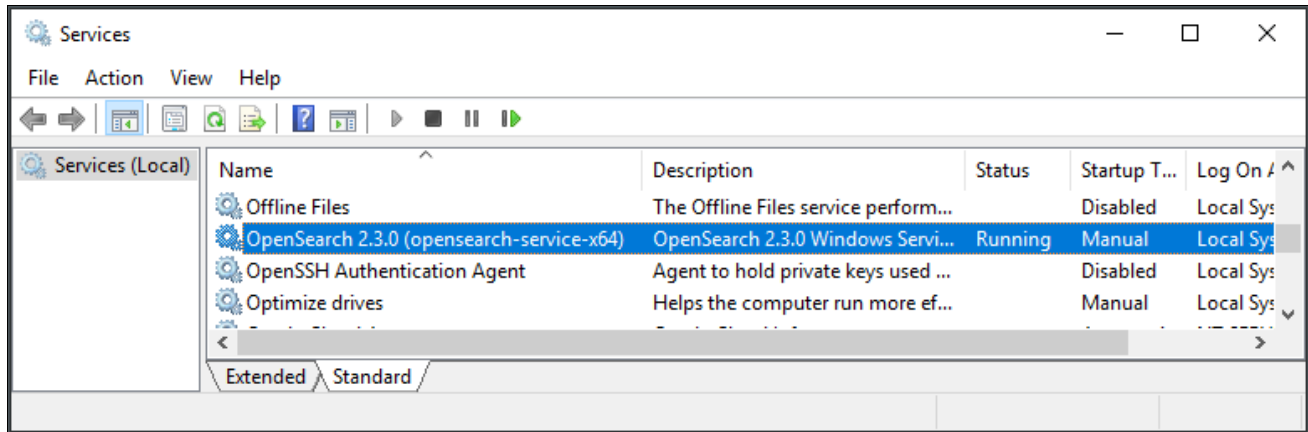 Services
File Action View Help
Services (Local)
Name Description Status Startup T... Log On A
Offline Files The Offline Files service perform... Disabled Local Sys
OpenSearch 2.3.0 (opensearch-service-x64) OpenSearch 2.3.0 Windows Servi... Running Manual Local Sys
OpenSSH Authentication Agent Agent to hold private keys used ... Disabled Local Sys
Optimize drives Helps the computer run more ef... Manual Local Sys
Extended Standard